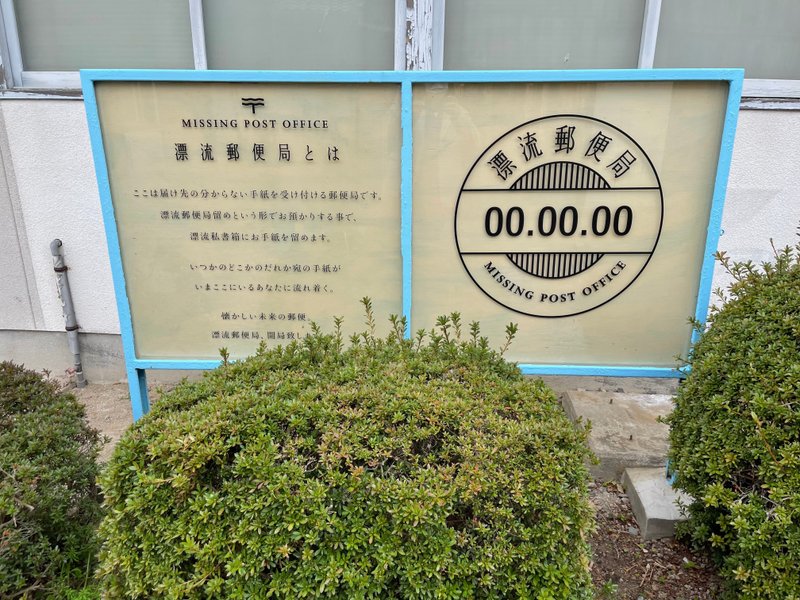 MISSING POST OFFICE
漂流郵便局とは
ここは届け先の分からない手紙を受け付ける郵便局です。
漂流郵便局留めという形でお預かりする事で、
漂流私書箱にお手紙を留めます。
いつかのどこかのだれか宛の手紙が
いまここにいるあなたに流れ着く。
懐かしい未来の郵便、
漂流郵便局、開局致し
漂流郵便局
00.00.00
MISSING POST OFFICE